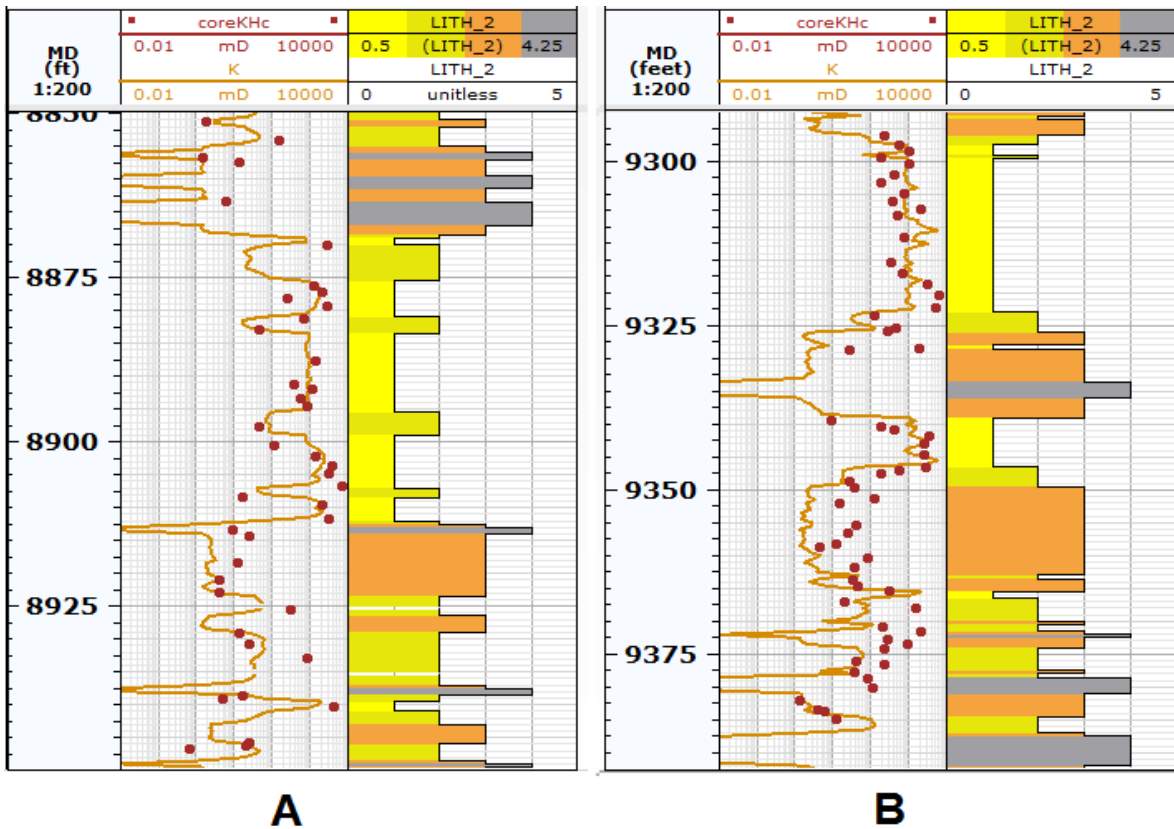 MD
(ft)
1:200
coreKHc
0.01 mD 10000
K
0.01 mD 10000
LITH_2
0.5 (LITH_2) 4.25
LITH_2
0 unitless 5
8850
8875
8900
8925
A
MD
(feet)
1:200
coreKHc
0.01 mD 10000
K
0.01 mD 10000
LITH_2
0.5 (LITH_2) 4.25
LITH_2
0 5
9300
9325
9350
9375
B